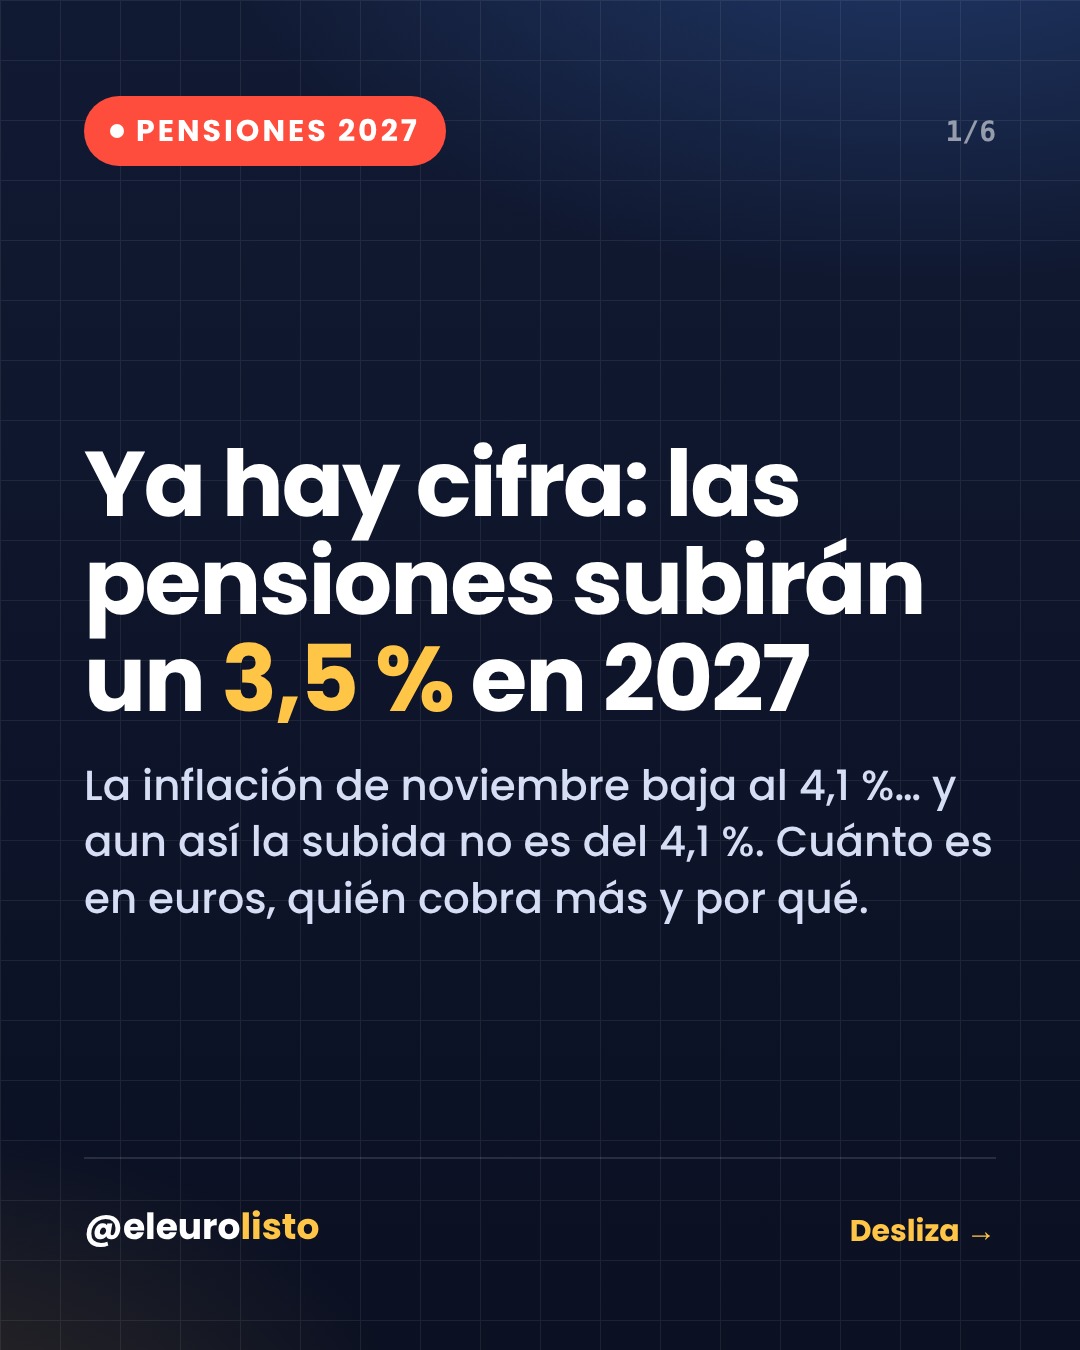 PENSIONES 2027
1/6
Ya hay cifra: las
pensiones subirán
un 3,5 % en 2027
La inflación de noviembre baja al 4,1 %... y
aun así la subida no es del 4,1 %. Cuánto es
en euros, quién cobra más y por qué.
@eleurolisto
Desliza →